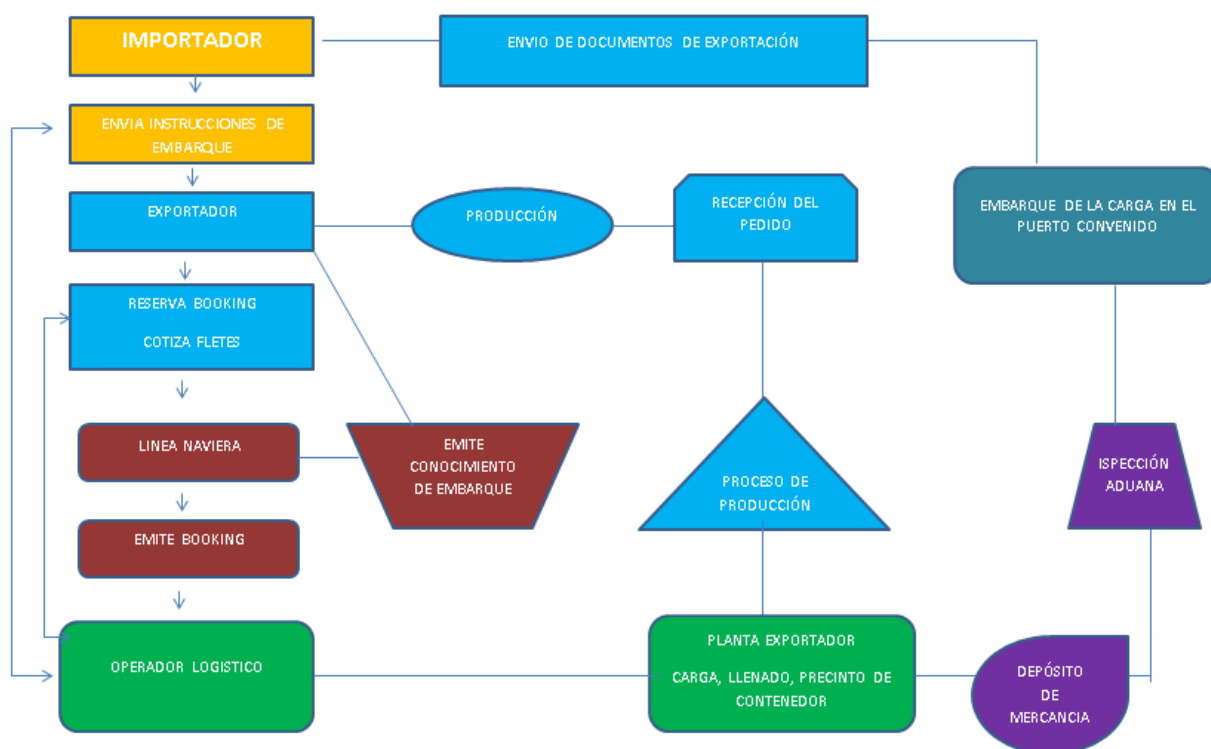 IMPORTADOR
ENVIO DE DOCUMENTOS DE EXPORTACIÓN
ENVIA INSTRUCCIONES DE
EMBARQUE
EXPORTADOR
PRODUCCIÓN
RECEPCIÓN DEL
PEDIDO
EMBARQUE DE LA CARGA EN EL
PUERTO CONVENIDO
RESERVA BOOKING
COTIZA FLETES
LINEA NAVIERA
EMITE
CONOCIMIENTO
DE EMBARQUE
PROCESO DE
PRODUCCIÓN
ISPECCIÓN
ADUANA
EMITE BOOKING
OPERADOR LOGISTICO
PLANTA EXPORTADOR
CARGA, LLENADO, PRECINTO DE
CONTENEDOR
DEPÓSITO
DE
MERCANCIA